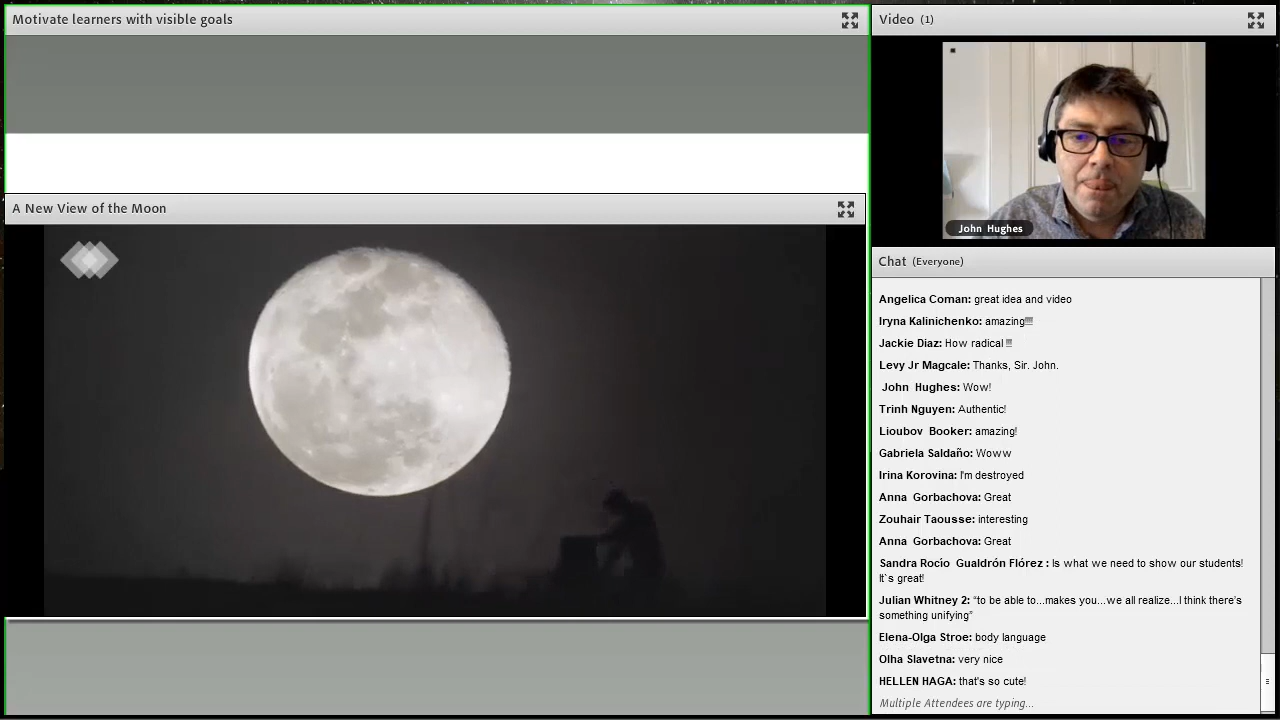 Motivate learners with visible goals
A New View of the Moon
Video (1)
John Hughes
Chat (Everyone)
Angelica Coman: great idea and video
Iryna Kalinichenko: amazing!!!!
Jackie Diaz: How radical !!!
Levy Jr Magcale: Thanks, Sir. John.
John Hughes: Wow!
Trinh Nguyen: Authentic!
Lioubov Booker: amazing!
Gabriela Saldaño: Woww
Irina Korovina: I'm destroyed
Anna Gorbachova: Great
Zouhair Taousse: interesting
Anna Gorbachova: Great
Sandra Rocío Gualdrón Flórez : Is what we need to show our students!
It`s great!
Julian Whitney 2: “to be able to...makes you...we all realize...I think there’s
something unifying”
Elena-Olga Stroe: body language
Olha Slavetna: very nice
HELLEN HAGA: that's so cute!
Multiple Attendees are typing...